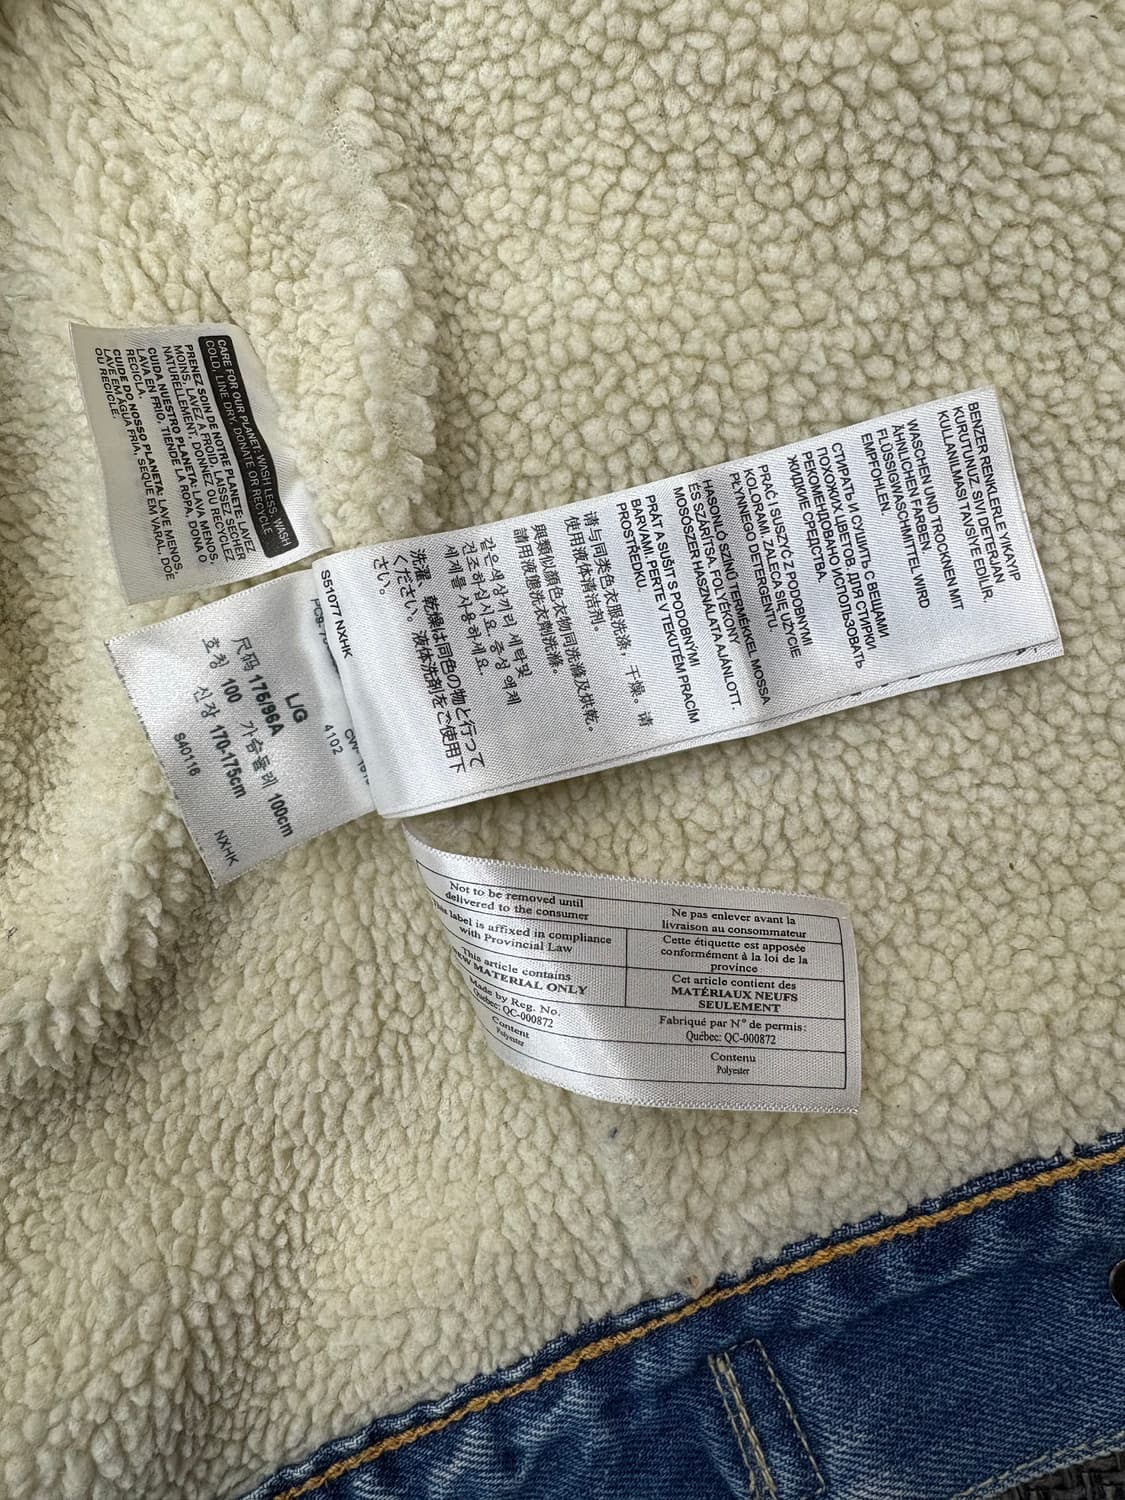 CARE FOR OUR PLANET: WASH LESS, WASH
COLD, LINE DRY, DONATE OR RECYCLE.
PRENEZ SOIN DE NOTRE PLANETE: LAVEZ
MOINS, LAVEZ A FROID, LAISSEZ SECHER
NATURELLEMENT, DONNEZ OU RECYCLEZ
CUIDA NUESTRO PLANETA: LAVA MENOS,
LAVA EN FRIO, TIENDE LA ROPA, DONA O
RECICLA.
CUIDE DO NOSSO PLANETA: LAVE MENOS,
LAVE EM ÁGUA FRIA, SEQUE EM VARAL, DOE
OU RECICLE.
S51077 NXHK
4102
L/G
尺码 176/96A
호칭 100 가슴둘레 100cm
신장 170-175cm
S40116 NXHK
BENZER RENKLERLE YIKAYIP
KURUTUNUZ. SIVI DETERJAN
KULLANILMASI TAVSİYE EDİLİR.
WASCHEN UND TROCKNEN MIT
ÄHNLICHEN FARBEN.
FLÜSSIGWASCHMITTEL WIRD
EMPFOHLEN.
СТИРАТЬ И СУШИТЬ С ВЕЩАМИ
ПОХОЖИХ ЦВЕТОВ. ДЛЯ СТИРКИ
РЕКОМЕНДОВАНО ИСПОЛЬЗОВАТЬ
ЖИДКИЕ СРЕДСТВА.
PRAĆ I SUSZYĆ Z PODOBNYMI
KOLORAMI. ZALECA SIĘ UŻYCIE
PŁYNNEGO DETERGENTU.
HASONLÓ SZÍNŰ TERMÉKKEL MOSSA
ÉS SZÁRÍTSA. FOLYÉKONY
MOSÓSZER HASZNÁLATA AJÁNLOTT.
PRÁT A SUŠIT S PODOBNÝMI
BARVAMI. PERTE V TEKUTÉM PRACÍM
PROSTŘEDKU.
请与同类色衣服洗涤，干燥。请
使用液体清洁剂。
與類似顏色衣物同洗滌及烘乾。
請用液態洗衣劑洗滌。
같은색상끼리 세탁및
건조하십시요. 중성 액체
세제를 사용하세요.
洗濯、乾燥は同色の物と行って
ください。液体洗剤をご使用下
さい。
Not to be removed until
delivered to the consumer
Ne pas enlever avant la
livraison au consommateur
This label is affixed in compliance
with Provincial Law
Cette étiquette est apposée
conformément à la loi de la
province
This article contains
NEW MATERIAL ONLY
Cet article contient des
MATÉRIAUX NEUFS
SEULEMENT
Made by Reg. No.
Québec: QC-000872
Fabriqué par N° de permis:
Québec: QC-000872
Content
Polyester
Contenu
Polyester